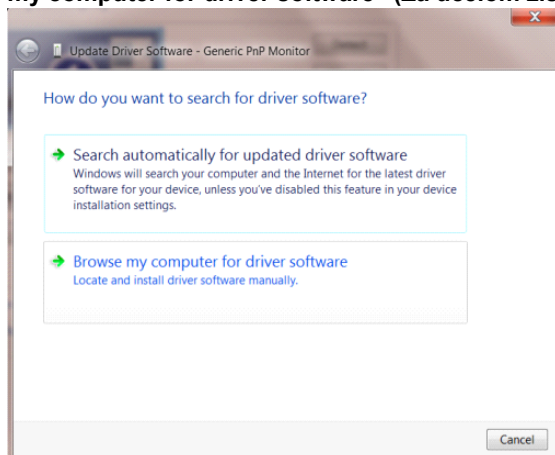 My computer for driver software"
Update Driver Software - Generic PnP Monitor
How do you want to search for driver software?
Search automatically for updated driver software
Windows will search your computer and the Internet for the latest driver
software for your device, unless you've disabled this feature in your device
installation settings.
Browse my computer for driver software
Locate and install driver software manually.
Cancel